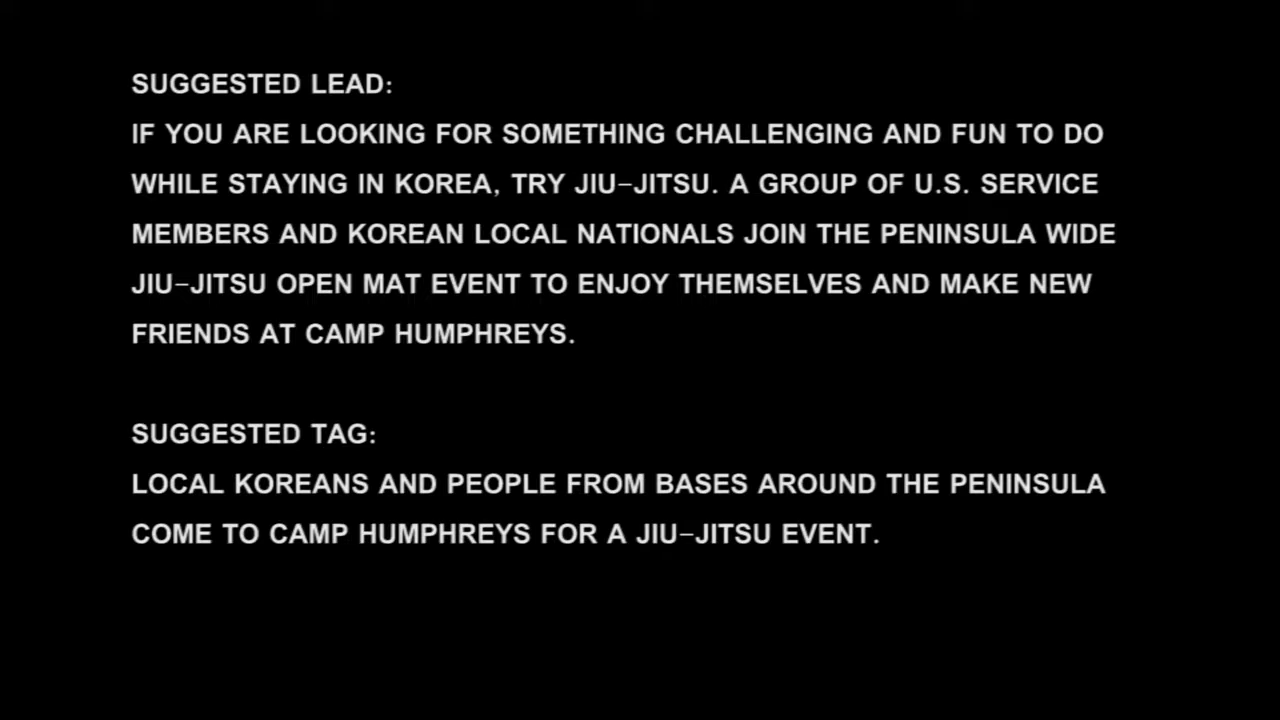 SUGGESTED LEAD:
IF YOU ARE LOOKING FOR SOMETHING CHALLENGING AND FUN TO DO
WHILE STAYING IN KOREA, TRY JIU-JITSU. A GROUP OF U.S. SERVICE
MEMBERS AND KOREAN LOCAL NATIONALS JOIN THE PENINSULA WIDE
JIU-JITSU OPEN MAT EVENT TO ENJOY THEMSELVES AND MAKE NEW
FRIENDS AT CAMP HUMPHREYS.
SUGGESTED TAG:
LOCAL KOREANS AND PEOPLE FROM BASES AROUND THE PENINSULA
COME TO CAMP HUMPHREYS FOR A JIU-JITSU EVENT.